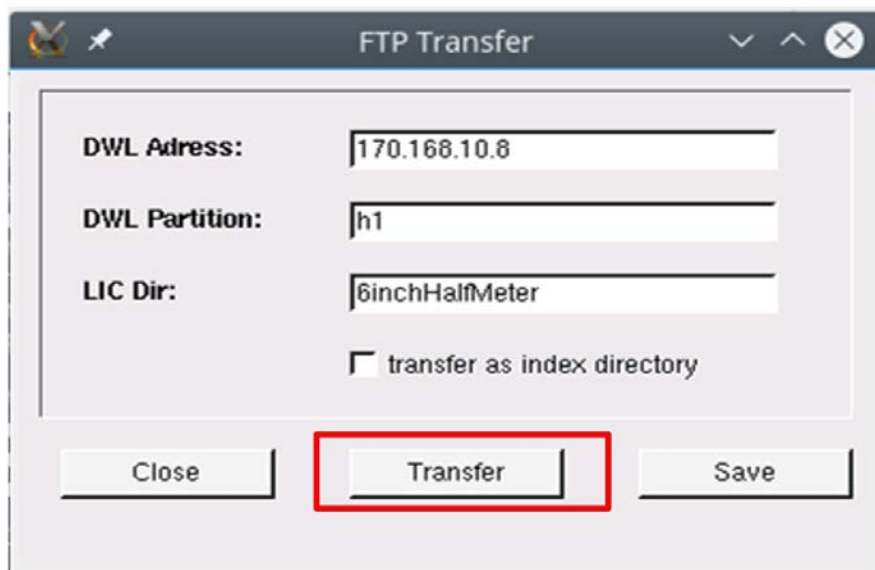 FTP Transfer
DWL Adress: 170.168.10.8
DWL Partition: h1
LIC Dir: 6inchHalfMeter
transfer as index directory
Close Transfer Save